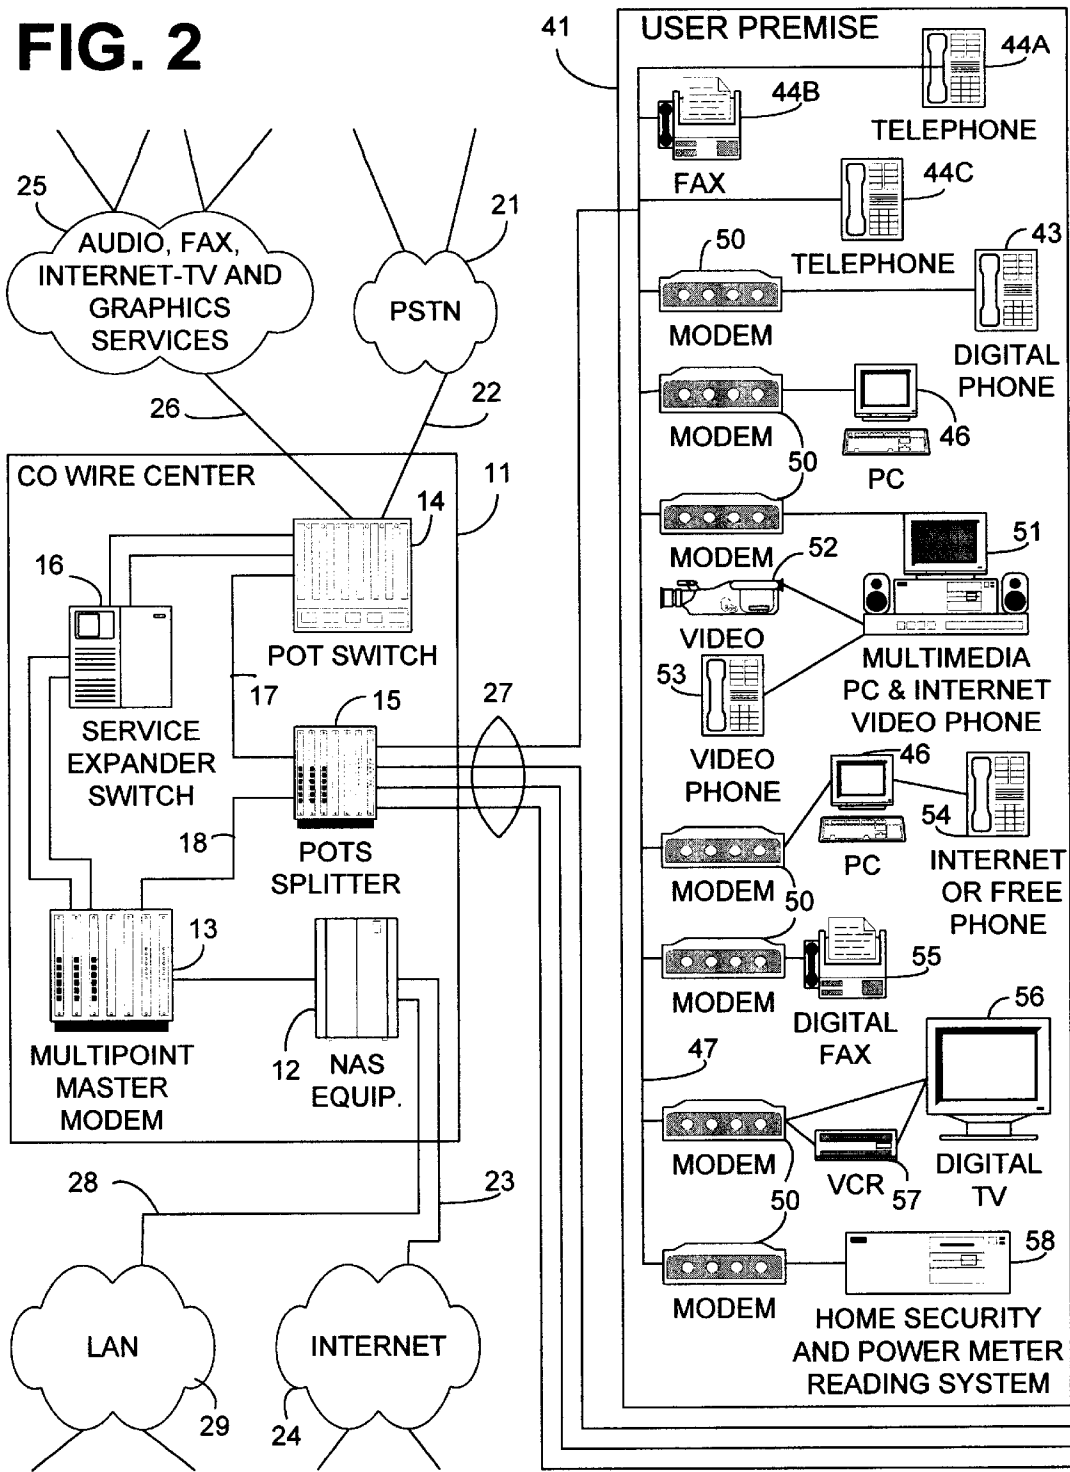 FIG. 2
41
USER PREMISE
44A
TELEPHONE
44B
FAX
44C
TELEPHONE
25
AUDIO, FAX,
INTERNET-TV AND
GRAPHICS
SERVICES
21
PSTN
26
22
50
MODEM
43
DIGITAL
PHONE
MODEM
46
PC
50
MODEM
51
52
VIDEO
MULTIMEDIA
PC & INTERNET
VIDEO PHONE
53
VIDEO
PHONE
46
PC
54
INTERNET
OR FREE
PHONE
MODEM
50
MODEM
55
DIGITAL
FAX
47
56
MODEM
VCR
57
DIGITAL
TV
50
MODEM
58
HOME SECURITY
AND POWER METER
READING SYSTEM
CO WIRE CENTER
11
14
16
POT SWITCH
17
15
27
SERVICE
EXPANDER
SWITCH
18
POTS
SPLITTER
13
MULTIPOINT
MASTER
MODEM
12
NAS
EQUIP.
28
23
LAN
29
INTERNET
24